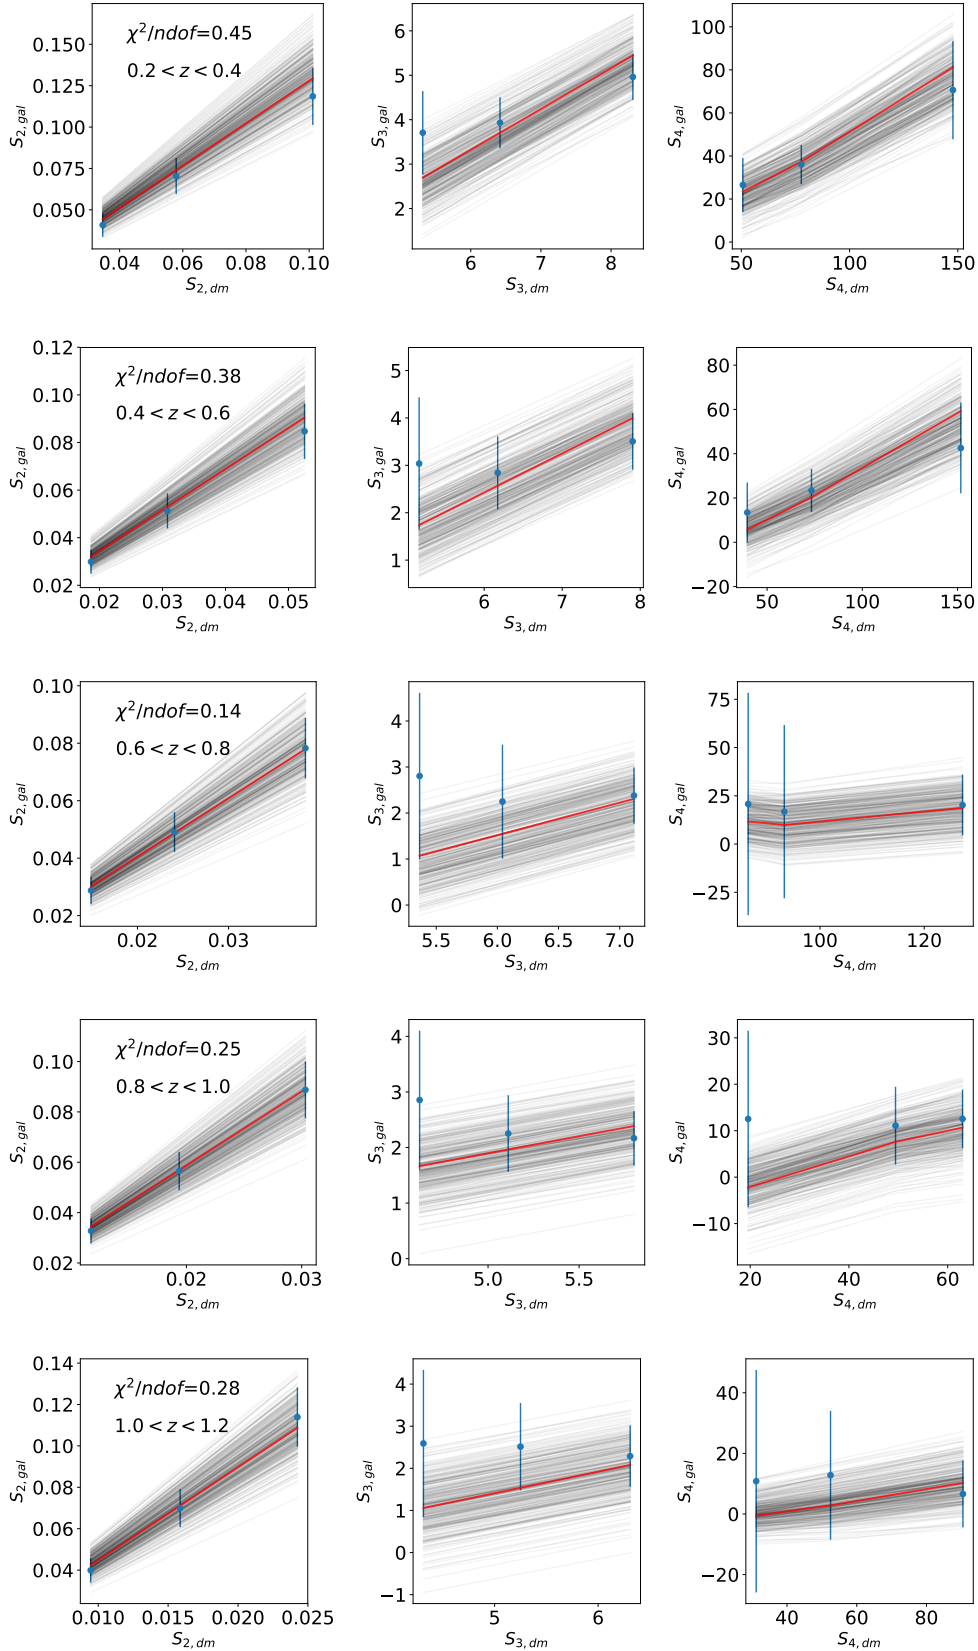 χ²/ndof=0.45
0.2 < z < 0.4
S2,gal
0.150
0.125
0.100
0.075
0.050
0.04 0.06 0.08 0.10
S2,dm
S3,gal
6
5
4
3
2
6 7 8
S3,dm
S4,gal
100
80
60
40
20
0
50 100 150
S4,dm
χ²/ndof=0.38
0.4 < z < 0.6
S2,gal
0.12
0.10
0.08
0.06
0.04
0.02
0.02 0.03 0.04 0.05
S2,dm
S3,gal
5
4
3
2
1
6 7 8
S3,dm
S4,gal
80
60
40
20
0
−20
50 100 150
S4,dm
χ²/ndof=0.14
0.6 < z < 0.8
S2,gal
0.10
0.08
0.06
0.04
0.02
0.02 0.03
S2,dm
S3,gal
4
3
2
1
0
5.5 6.0 6.5 7.0
S3,dm
S4,gal
75
50
25
0
−25
100 120
S4,dm
χ²/ndof=0.25
0.8 < z < 1.0
S2,gal
0.10
0.08
0.06
0.04
0.02
0.02 0.03
S2,dm
S3,gal
4
3
2
1
0
5.0 5.5
S3,dm
S4,gal
30
20
10
0
−10
20 40 60
S4,dm
χ²/ndof=0.28
1.0 < z < 1.2
S2,gal
0.14
0.12
0.10
0.08
0.06
0.04
0.010 0.015 0.020 0.025
S2,dm
S3,gal
4
3
2
1
0
−1
5 6
S3,dm
S4,gal
40
20
0
−20
40 60 80
S4,dm